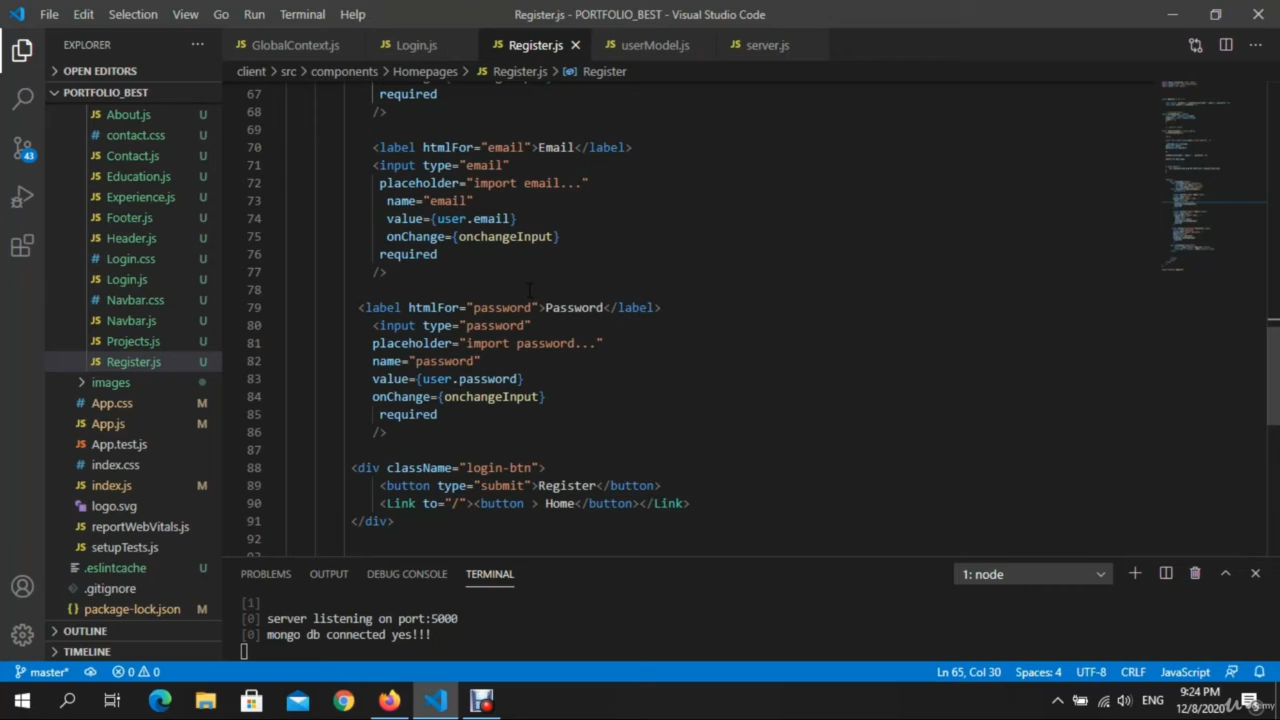 File Edit Selection View Go Run Terminal Help
Register.js - PORTFOLIO_BEST - Visual Studio Code
EXPLORER
GlobalContext.js Login.js Register.js userModel.js server.js
OPEN EDITORS
client > src > components > Homepages > Register.js > Register
PORTFOLIO_BEST
About.js U
contact.css U
Contact.js U
Education.js U
Experience.js U
Footer.js U
Header.js U
Login.css U
Login.js U
Navbar.css U
Navbar.js U
Projects.js U
Register.js U
images
App.css M
App.js M
App.test.js
index.css
index.js M
logo.svg
reportWebVitals.js
setupTests.js
.eslintcache U
.gitignore
package-lock.json M
OUTLINE
TIMELINE
43
67 required
68 />
69
70 <label htmlFor="email">Email</label>
71 <input type="email"
72 placeholder="import email..."
73 name="email"
74 value={user.email}
75 onChange={onchangeInput}
76 required
77 />
78
79 <label htmlFor="password">Password</label>
80 <input type="password"
81 placeholder="import password..."
82 name="password"
83 value={user.password}
84 onChange={onchangeInput}
85 required
86 />
87
88 <div className="login-btn">
89 <button type="submit">Register</button>
90 <Link to="/"><button > Home</button></Link>
91 </div>
92
93
PROBLEMS OUTPUT DEBUG CONSOLE TERMINAL
1: node
[1]
[0] server listening on port:5000
[0] mongo db connected yes!!!
master* 0 0
Ln 65, Col 30 Spaces: 4 UTF-8 CRLF JavaScript
ENG
9:24 PM
12/8/2020